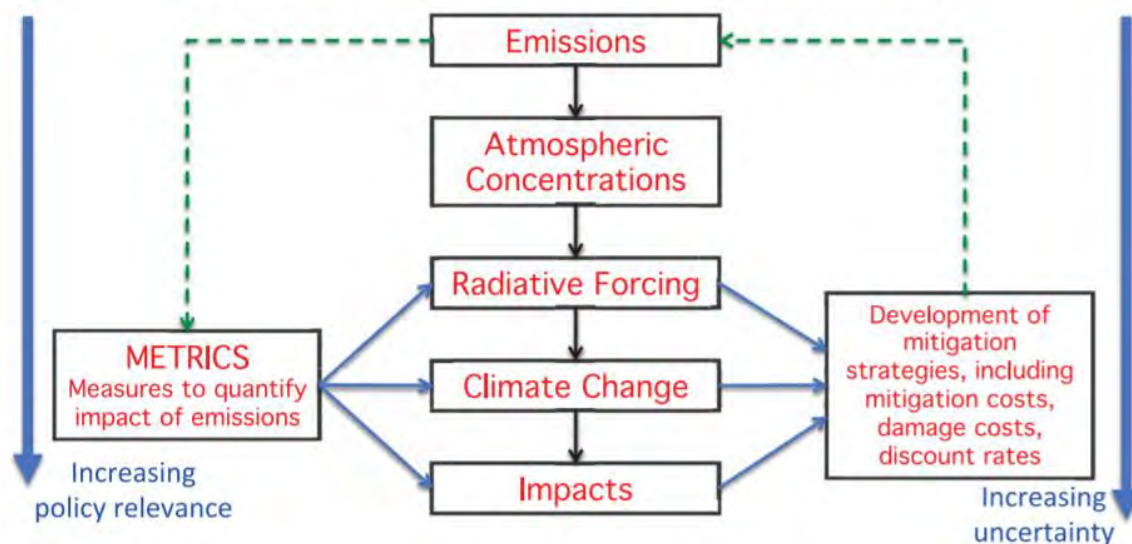 Emissions
Atmospheric
Concentrations
Radiative Forcing
METRICS
Measures to quantify
impact of emissions
Climate Change
Impacts
Development of
mitigation
strategies, including
mitigation costs,
damage costs,
discount rates
Increasing
policy relevance
Increasing
uncertainty